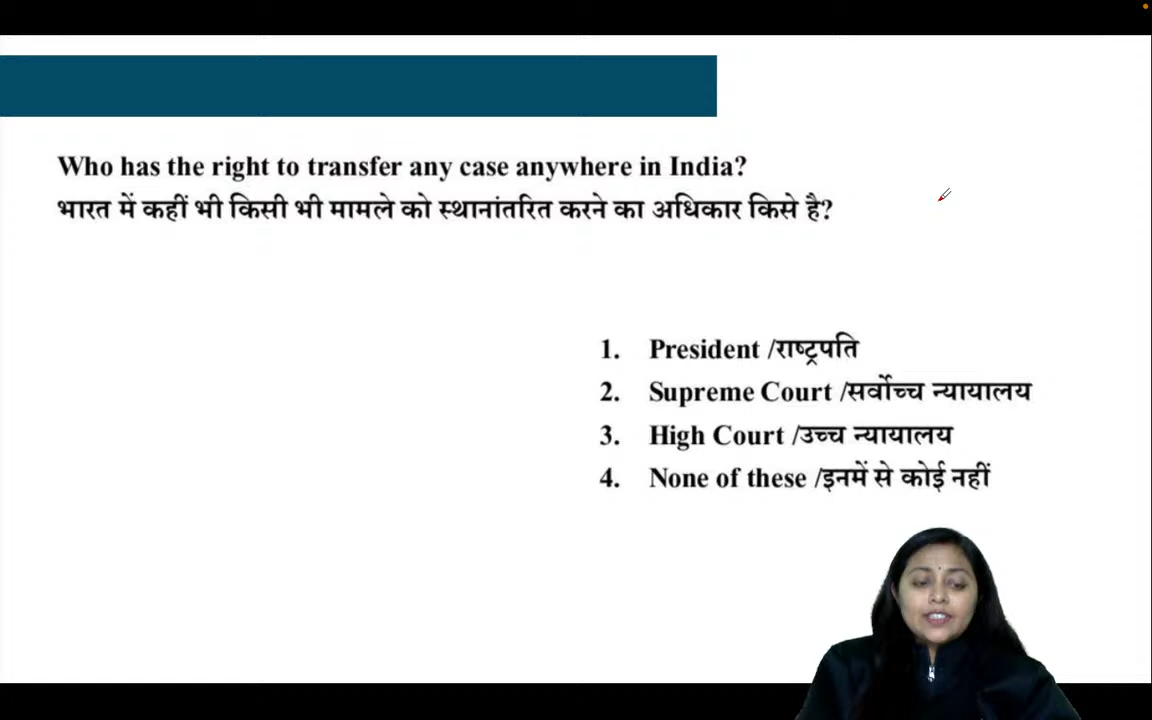 Who has the right to transfer any case anywhere in India?
भारत में कहीं भी किसी भी मामले को स्थानांतरित करने का अधिकार किसे है?
1. President /राष्ट्रपति
2. Supreme Court /सर्वोच्च न्यायालय
3. High Court /उच्च न्यायालय
4. None of these /इनमें से कोई नहीं